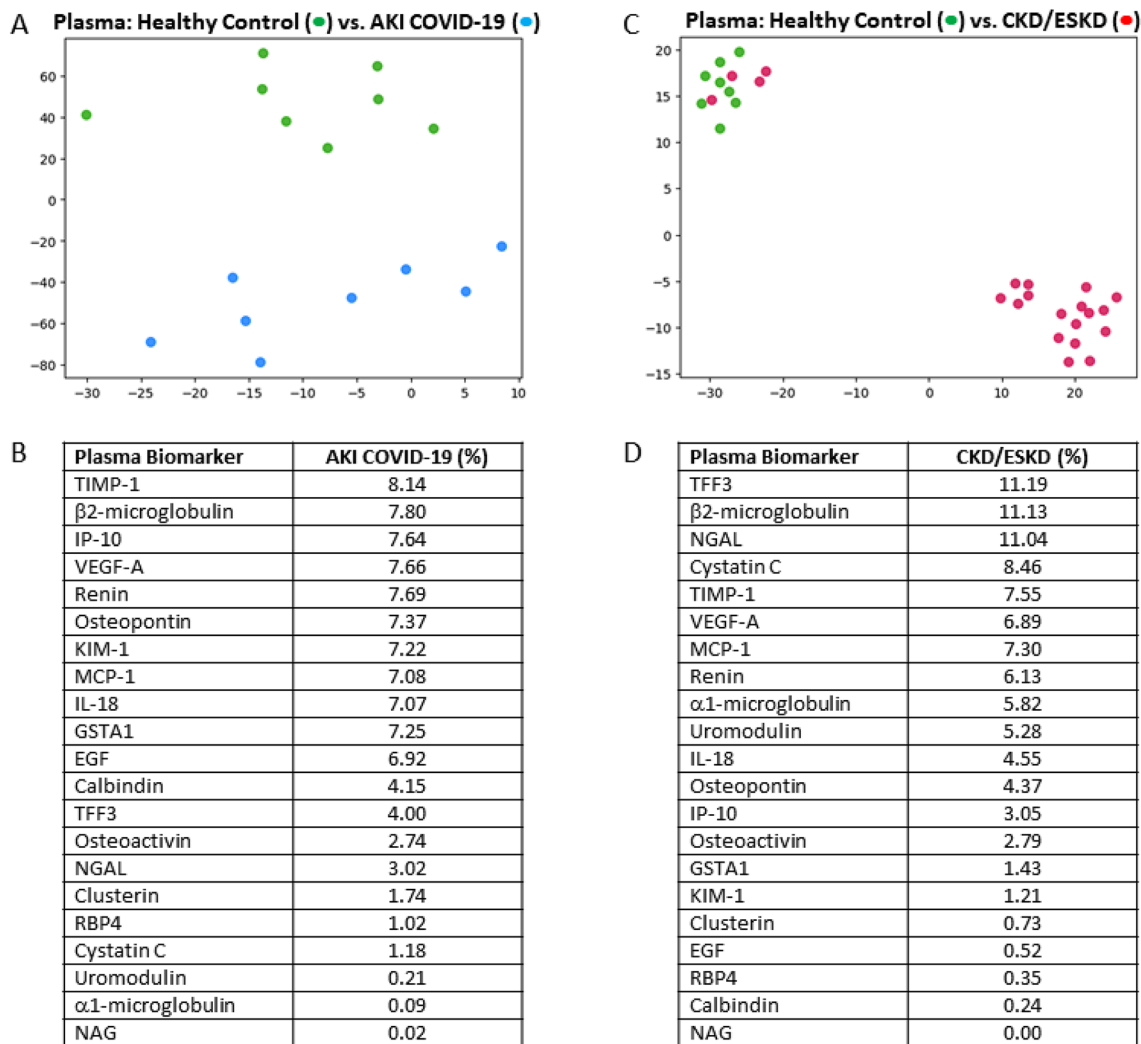 A Plasma: Healthy Control (●) vs. AKI COVID-19 (●)
60
40
20
0
−20
−40
−60
−80
−30 −25 −20 −15 −10 −5 0 5 10
B
Plasma Biomarker AKI COVID-19 (%)
TIMP-1 8.14
β2-microglobulin 7.80
IP-10 7.64
VEGF-A 7.66
Renin 7.69
Osteopontin 7.37
KIM-1 7.22
MCP-1 7.08
IL-18 7.07
GSTA1 7.25
EGF 6.92
Calbindin 4.15
TFF3 4.00
Osteoactivin 2.74
NGAL 3.02
Clusterin 1.74
RBP4 1.02
Cystatin C 1.18
Uromodulin 0.21
α1-microglobulin 0.09
NAG 0.02
C Plasma: Healthy Control (●) vs. CKD/ESKD (●)
20
15
10
5
0
−5
−10
−15
−30 −20 −10 0 10 20
D
Plasma Biomarker CKD/ESKD (%)
TFF3 11.19
β2-microglobulin 11.13
NGAL 11.04
Cystatin C 8.46
TIMP-1 7.55
VEGF-A 6.89
MCP-1 7.30
Renin 6.13
α1-microglobulin 5.82
Uromodulin 5.28
IL-18 4.55
Osteopontin 4.37
IP-10 3.05
Osteoactivin 2.79
GSTA1 1.43
KIM-1 1.21
Clusterin 0.73
EGF 0.52
RBP4 0.35
Calbindin 0.24
NAG 0.00